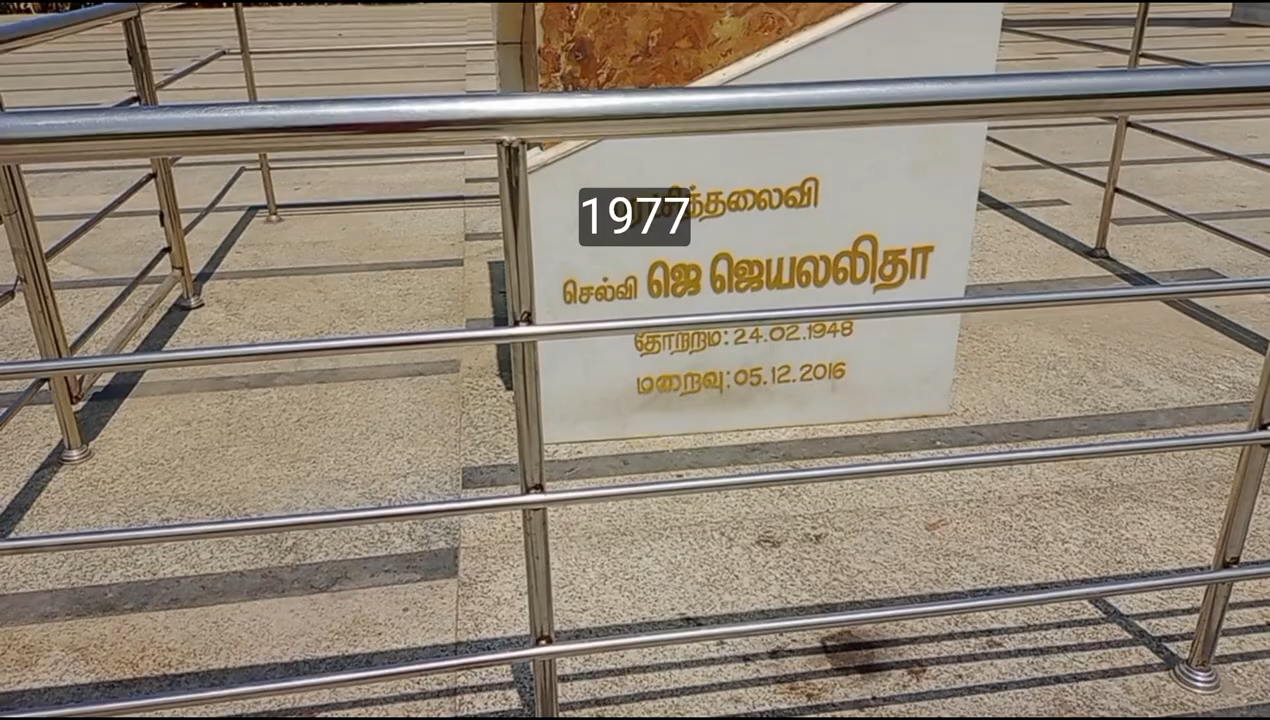 1977
செல்வி ஜெ ஜெயலலிதா
தோற்றம்: 24.02.1948
மறைவு: 05.12.2016